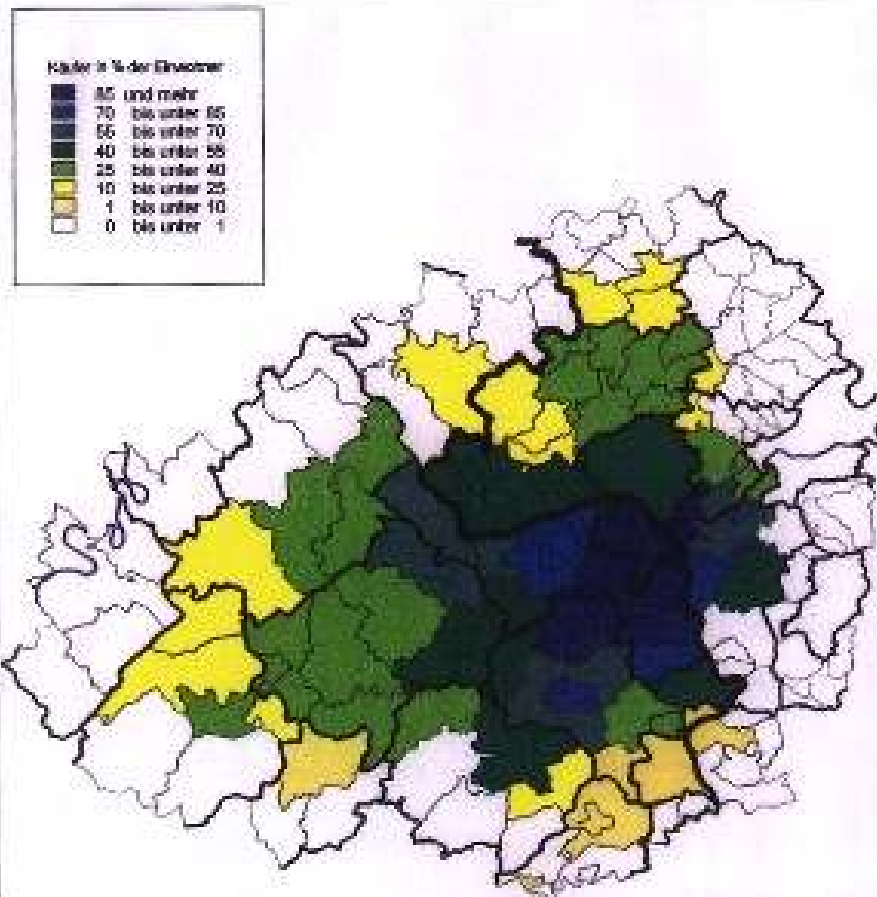 Käufer in % der Einwohner
85 und mehr
70 bis unter 85
55 bis unter 70
40 bis unter 55
25 bis unter 40
10 bis unter 25
1 bis unter 10
0 bis unter 1